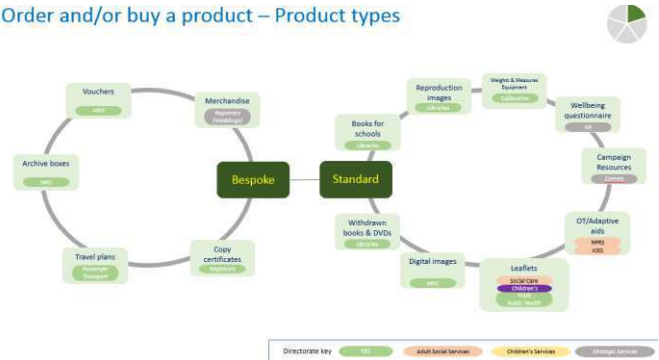 Order and/or buy a product – Product types
Vouchers
NRO
Merchandise
Registrars
(Weddings)
Archive boxes
NRO
Bespoke
Travel plans
Passenger
Transport
Copy
certificates
Registrars
Standard
Reproduction
images
Libraries
Weights & Measures
Equipment
Calibration
Wellbeing
questionnaire
HR
Books for
schools
Libraries
Campaign
Resources
Comms
Withdrawn
books & DVDs
Libraries
OT/Adaptive
aids
NFRS
ICES
Digital images
NRO
Leaflets
Social Care
Children's
Public Health
Directorate key
CES
Adult Social Services
Children's Services
Strategic Services